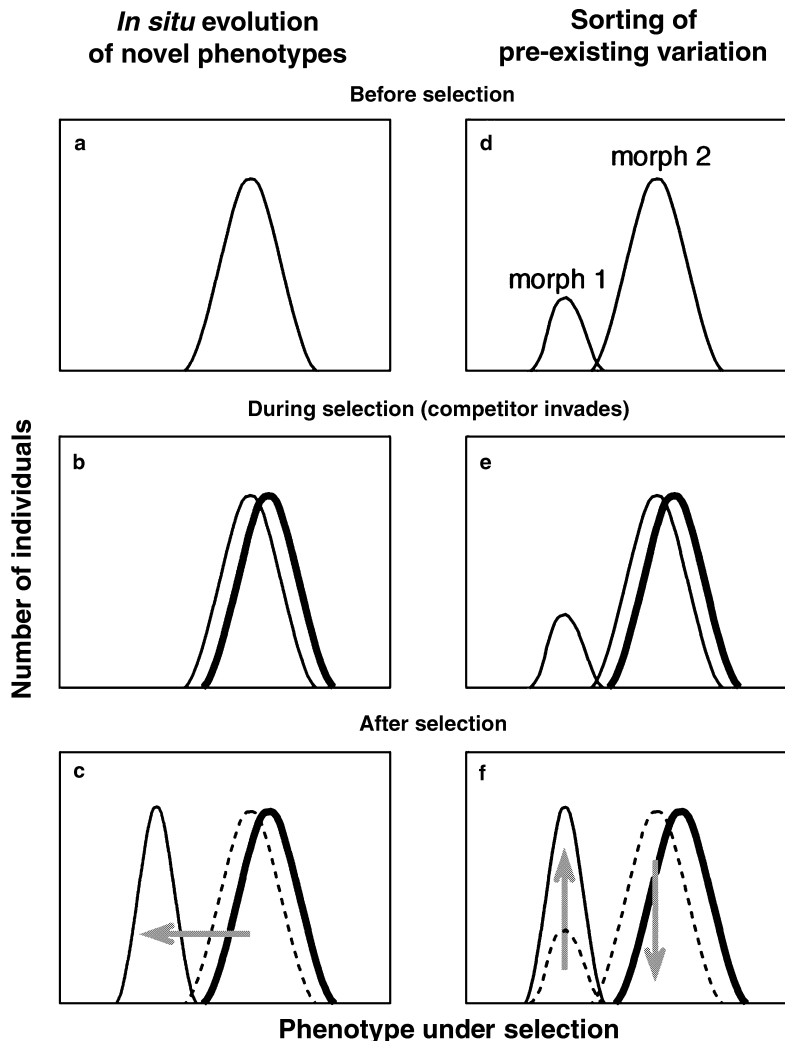 In situ evolution
of novel phenotypes
Sorting of
pre-existing variation
Before selection
a
d
morph 2
morph 1
During selection (competitor invades)
b
e
Number of individuals
After selection
c
f
Phenotype under selection